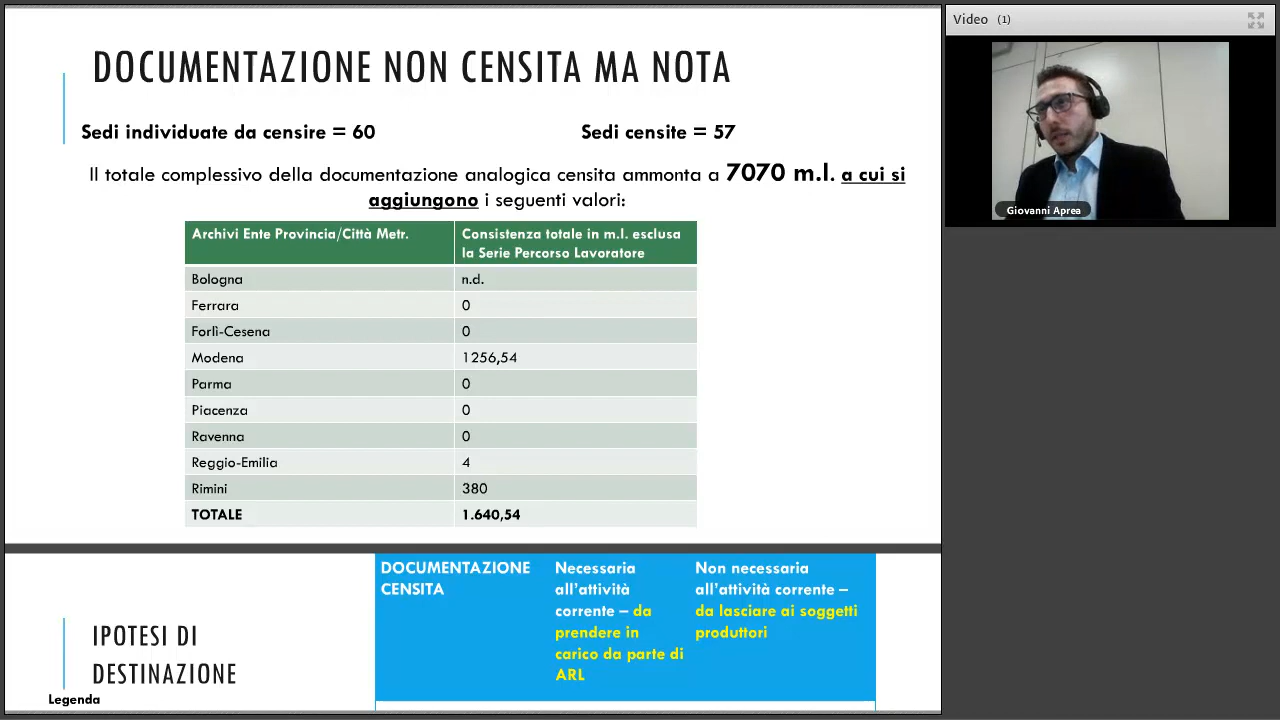 DOCUMENTAZIONE NON CENSITA MA NOTA
Sedi individuate da censire = 60
Sedi censite = 57
Il totale complessivo della documentazione analogica censita ammonta a 7070 m.l. a cui si
aggiungono i seguenti valori:
Archivi Ente Provincia/Città Metr.
Consistenza totale in m.l. esclusa
la Serie Percorso Lavoratore
Bologna n.d.
Ferrara 0
Forlì-Cesena 0
Modena 1256,54
Parma 0
Piacenza 0
Ravenna 0
Reggio-Emilia 4
Rimini 380
TOTALE 1.640,54
IPOTESI DI
DESTINAZIONE
Legenda
DOCUMENTAZIONE
CENSITA
Necessaria
all'attività
corrente – da
prendere in
carico da parte di
ARL
Non necessaria
all'attività corrente –
da lasciare ai soggetti
produttori
Video (1)
Giovanni Aprea